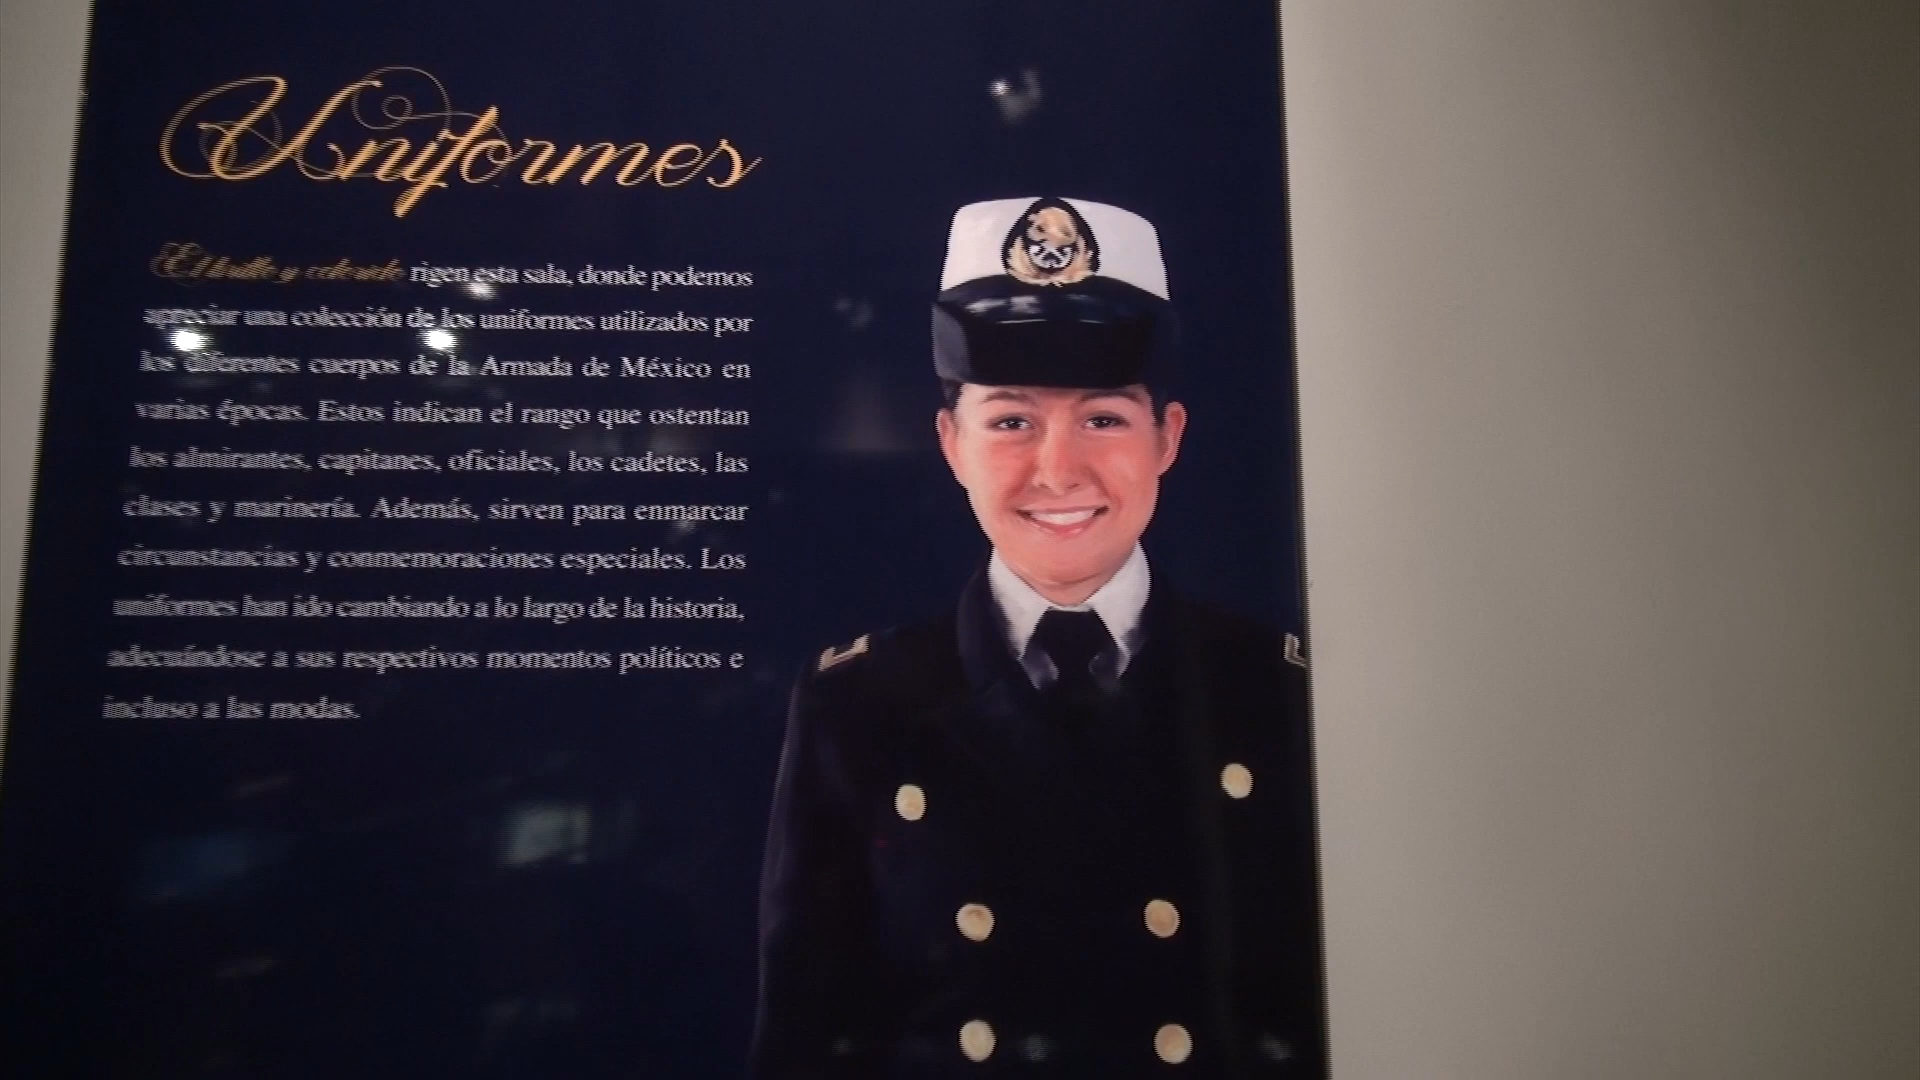 Uniformes
El brillo y colorido rigen esta sala, donde podemos
apreciar una colección de los uniformes utilizados por
los diferentes cuerpos de la Armada de México en
varias épocas. Estos indican el rango que ostentan
los almirantes, capitanes, oficiales, los cadetes, las
clases y marinería. Además, sirven para enmarcar
circunstancias y conmemoraciones especiales. Los
uniformes han ido cambiando a lo largo de la historia,
adecuándose a sus respectivos momentos políticos e
incluso a las modas.